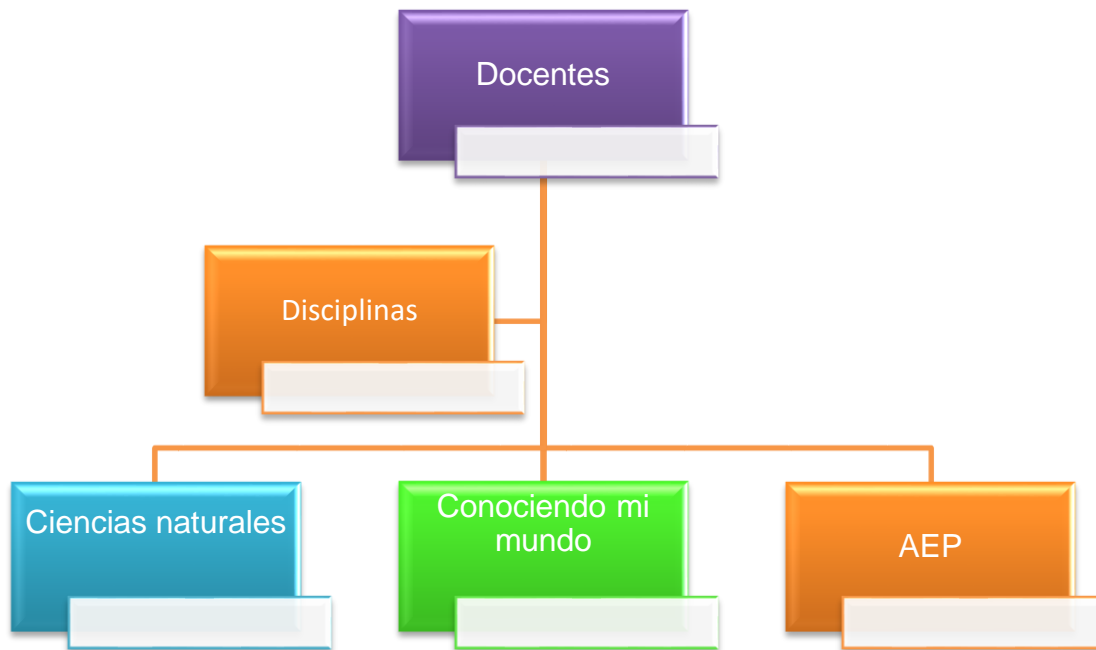 Docentes
Disciplinas
Ciencias naturales
Conociendo mi
mundo
AEP